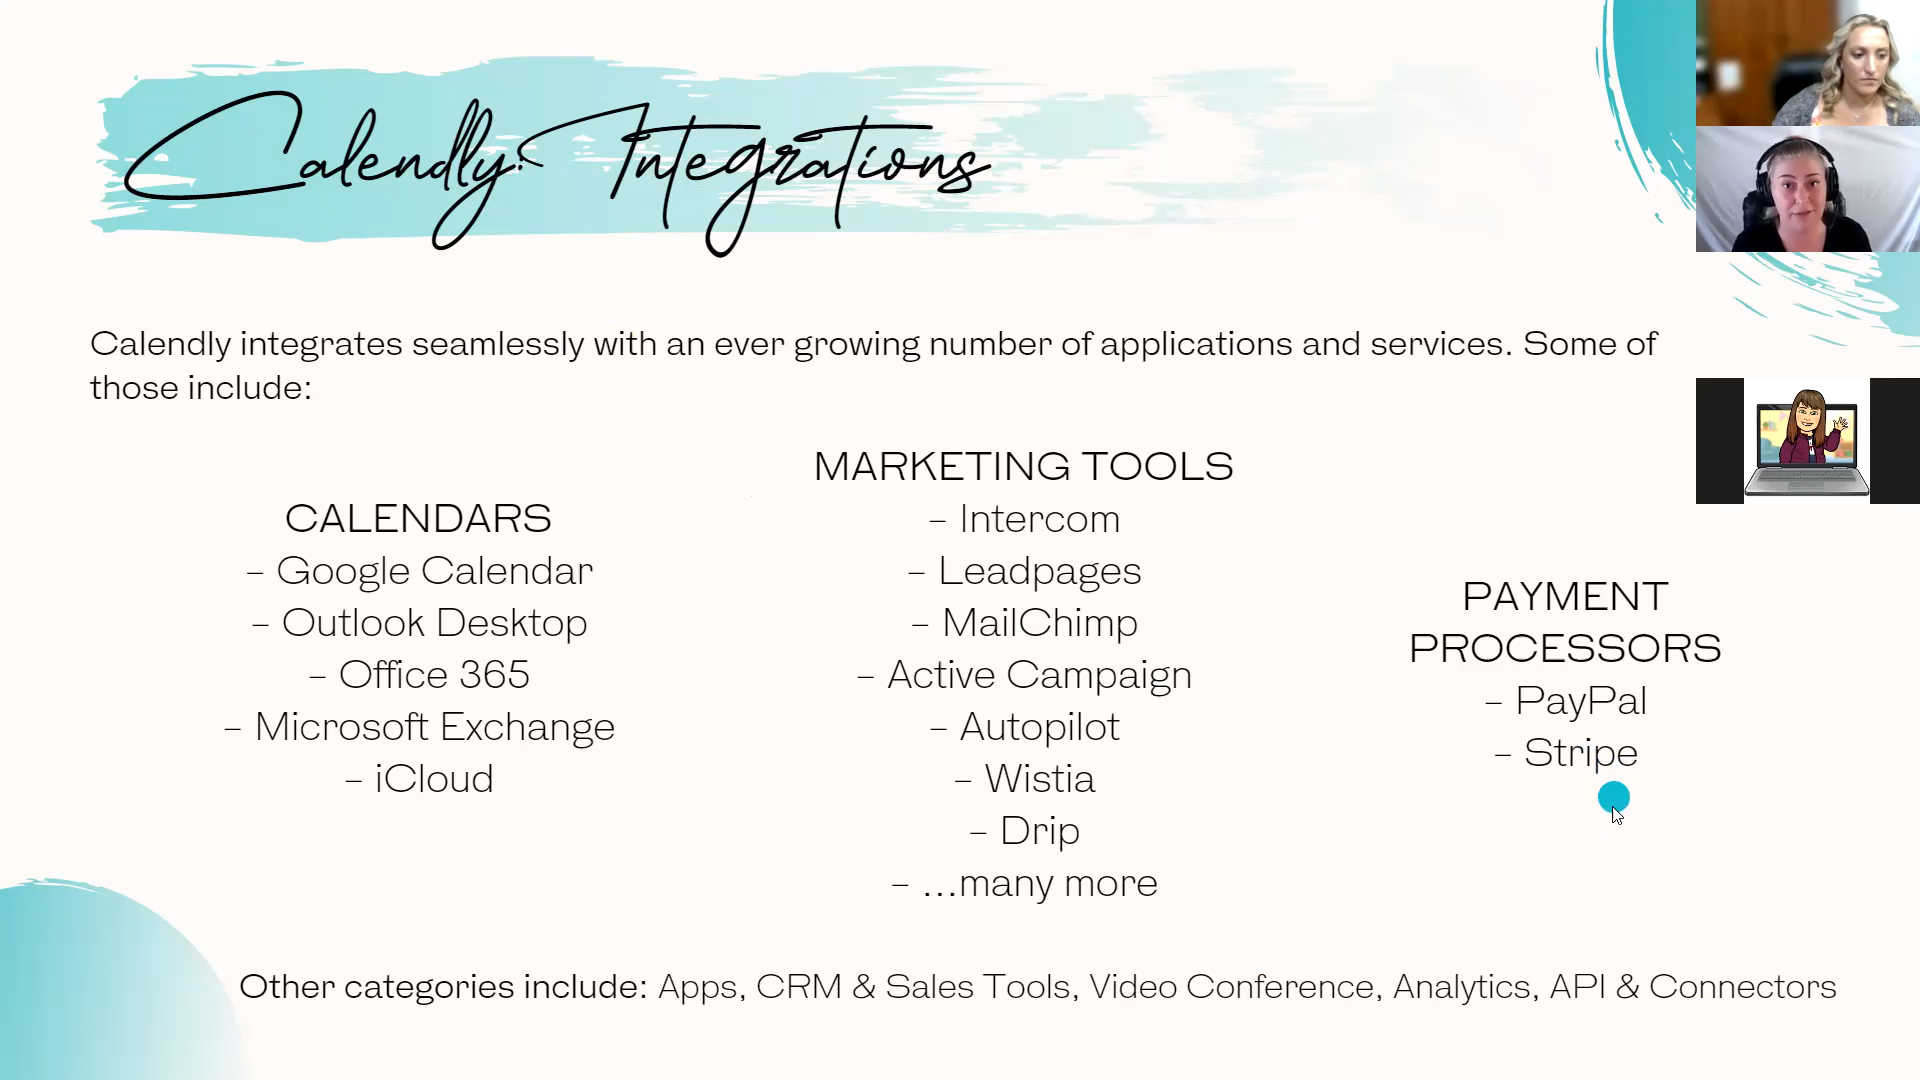 Calendly: Integrations
Calendly integrates seamlessly with an ever growing number of applications and services. Some of
those include:
CALENDARS
– Google Calendar
– Outlook Desktop
– Office 365
– Microsoft Exchange
– iCloud
MARKETING TOOLS
– Intercom
– Leadpages
– MailChimp
– Active Campaign
– Autopilot
– Wistia
– Drip
– ...many more
PAYMENT
PROCESSORS
– PayPal
– Stripe
Other categories include: Apps, CRM & Sales Tools, Video Conference, Analytics, API & Connectors